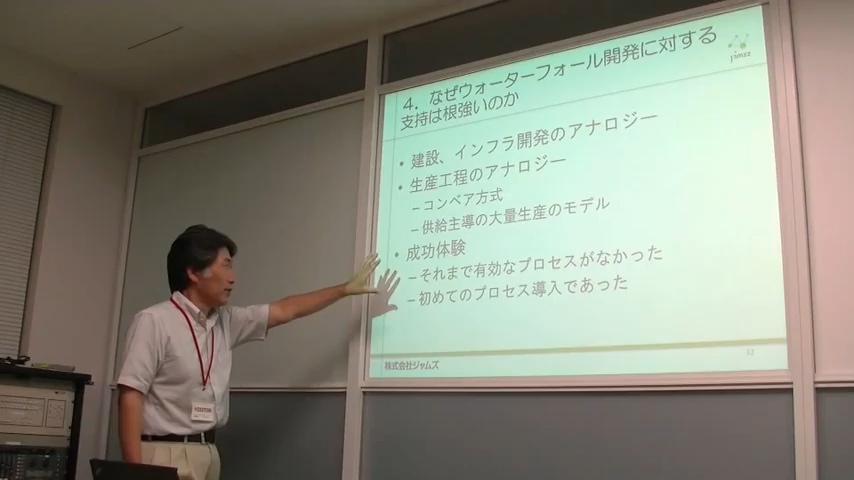 4. なぜウォーターフォール開発に対する
支持は根強いのか
jamzz
• 建設、インフラ開発のアナロジー
• 生産工程のアナロジー
– コンベア方式
– 供給主導の大量生産のモデル
• 成功体験
– それまで有効なプロセスがなかった
– 初めてのプロセス導入であった
株式会社ジャムズ
12
VISITOR